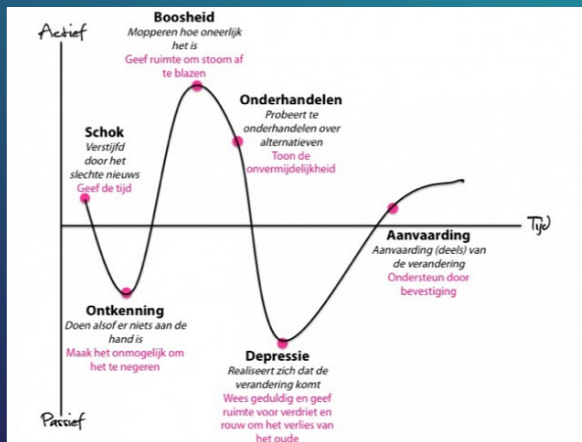 Actief
Boosheid
Mopperen hoe oneerlijk
het is
Geef ruimte om stoom af
te blazen
Onderhandelen
Probeert te
onderhandelen over
alternatieven
Toon de
onvermijdelijkheid
Schok
Verstijfd
door het
slechte nieuws
Geef de tijd
Tijd
Aanvaarding
Aanvaarding (deels) van
de verandering
Ondersteun door
bevestiging
Ontkenning
Doen alsof er niets aan de
hand is
Maak het onmogelijk om
het te negeren
Depressie
Realiseert zich dat de
verandering komt
Wees geduldig en geef
ruimte voor verdriet en
rouw om het verlies van
het oude
Passief